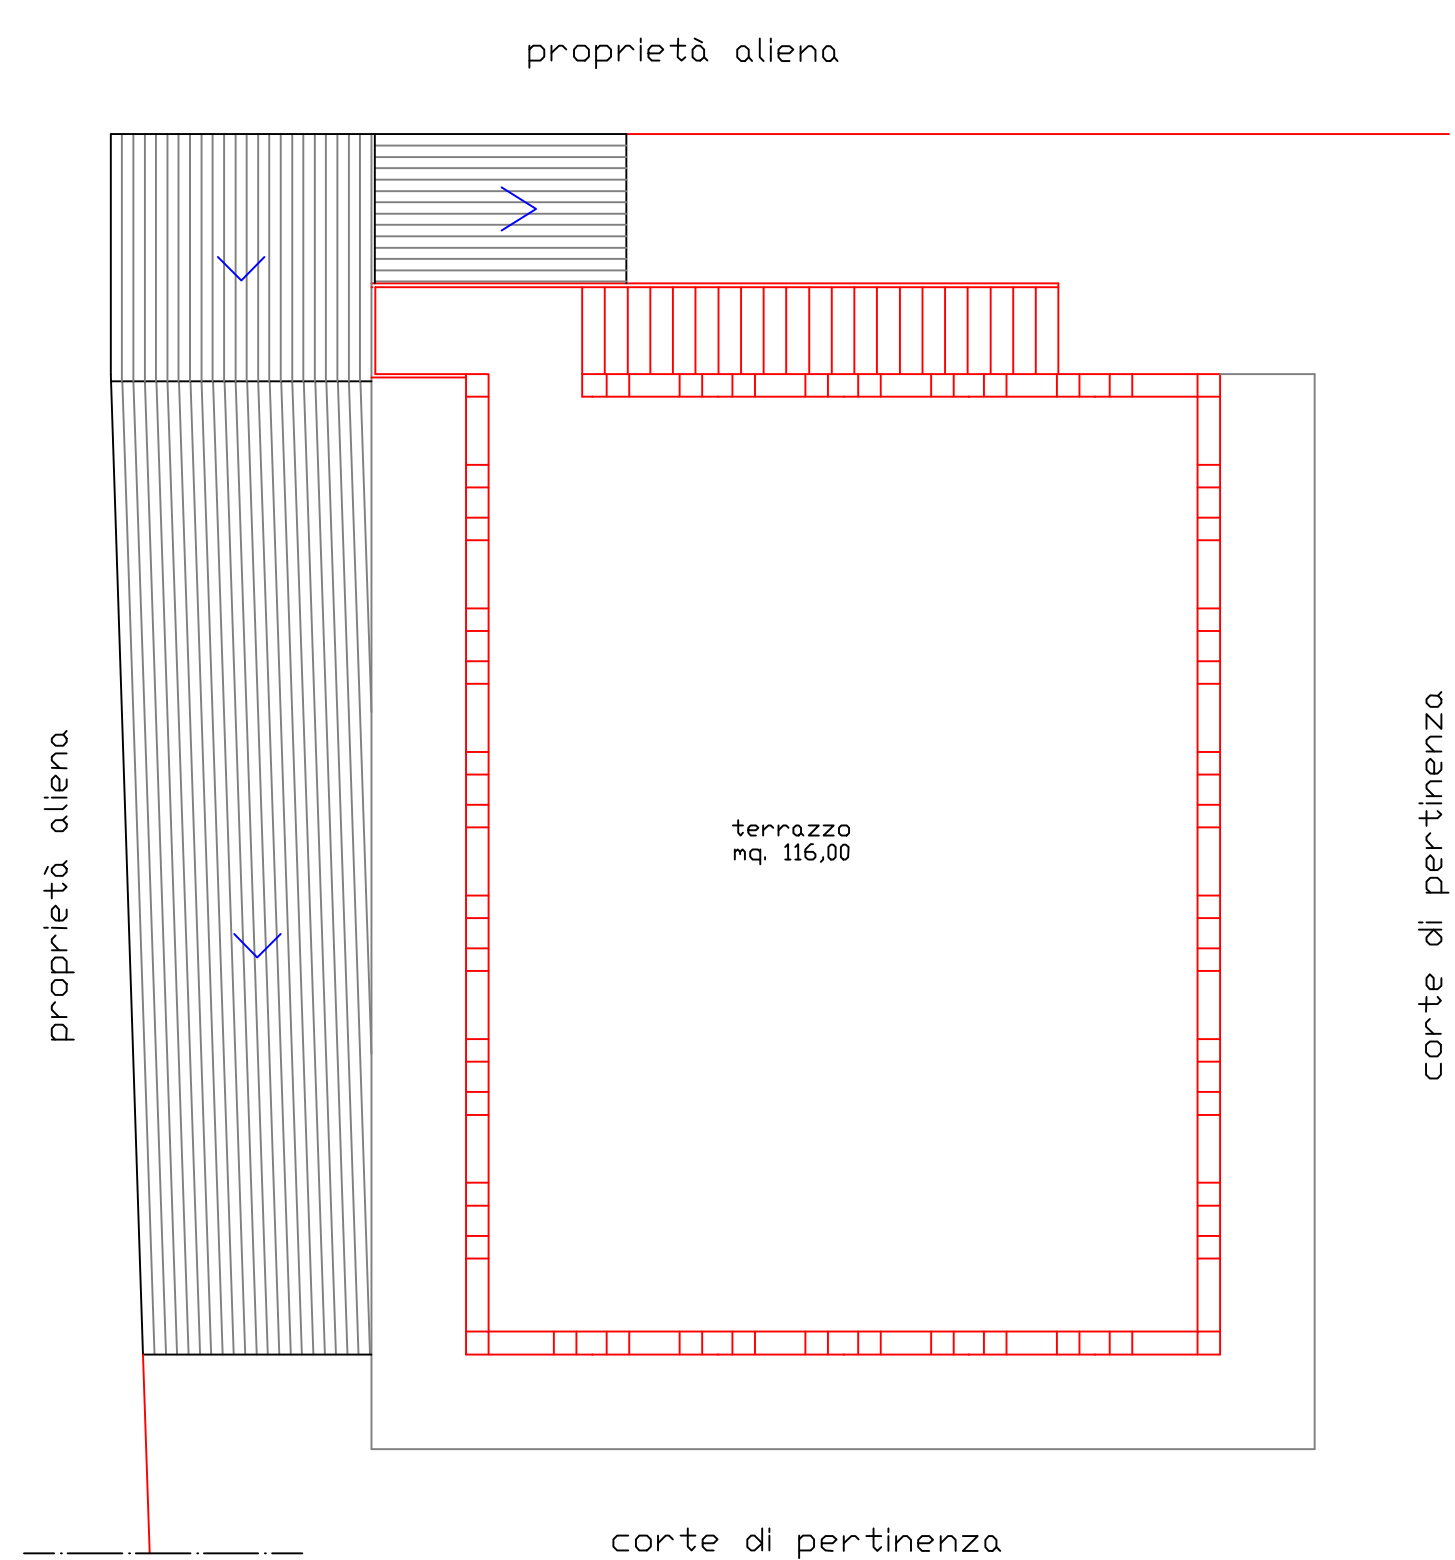 proprietà aliena
proprietà aliena
terrazzo
mq. 116,00
corte di pertinenza
corte di pertinenza